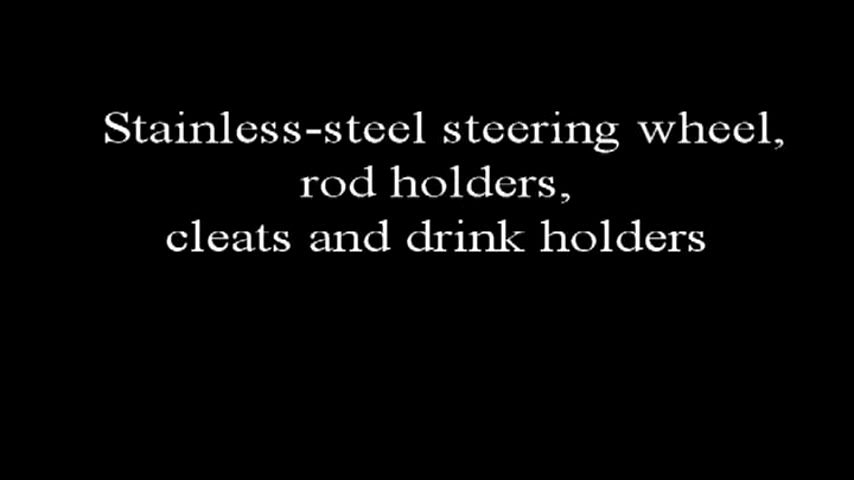 Stainless-steel steering wheel,
rod holders,
cleats and drink holders